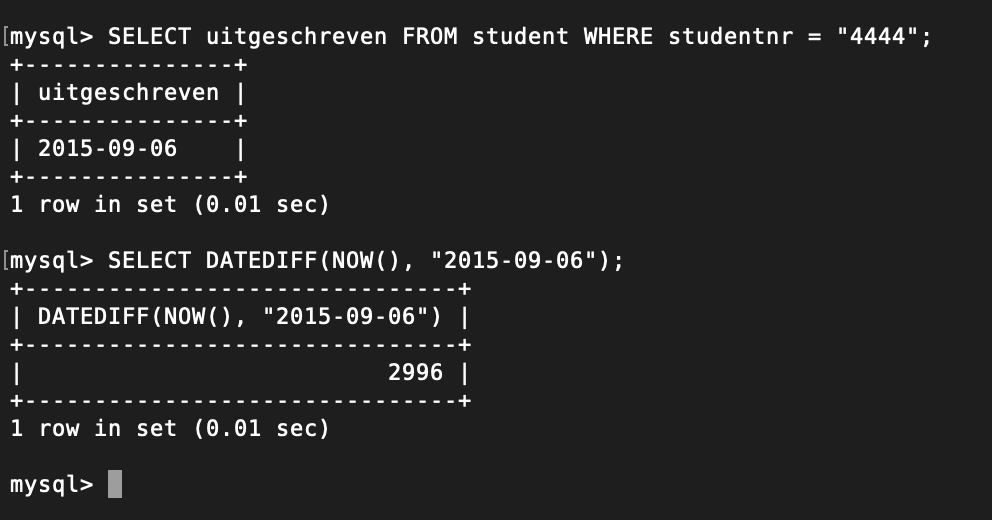 [mysql> SELECT uitgeschreven FROM student WHERE studentnr = "4444";
+---------------+
| uitgeschreven |
+---------------+
| 2015-09-06    |
+---------------+
1 row in set (0.01 sec)

[mysql> SELECT DATEDIFF(NOW(), "2015-09-06");
+-------------------------------+
| DATEDIFF(NOW(), "2015-09-06") |
+-------------------------------+
|                          2996 |
+-------------------------------+
1 row in set (0.01 sec)

mysql>